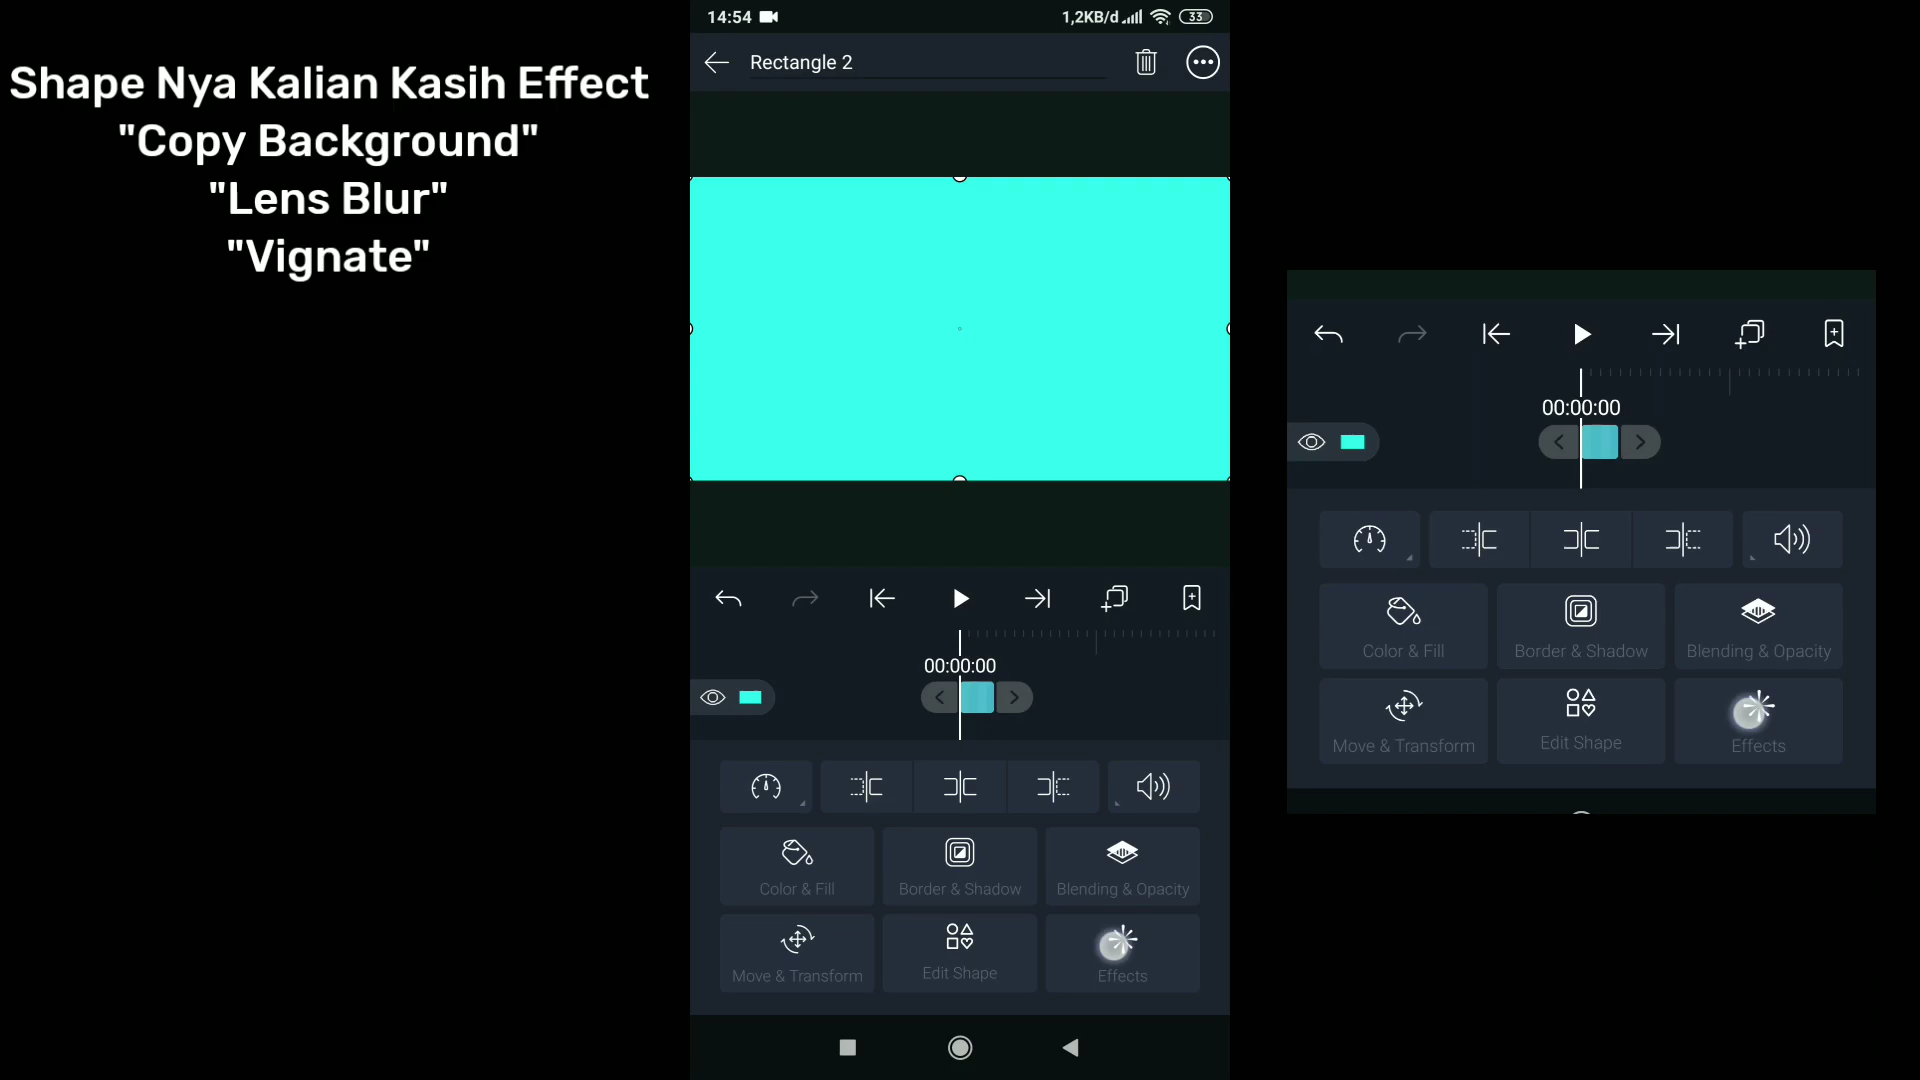 Shape Nya Kalian Kasih Effect
"Copy Background"
"Lens Blur"
"Vignate"
14:54
1,2KB/d
33
Rectangle 2
00:00:00
Color & Fill
Border & Shadow
Blending & Opacity
Move & Transform
Edit Shape
Effects
00:00:00
Color & Fill
Border & Shadow
Blending & Opacity
Move & Transform
Edit Shape
Effects